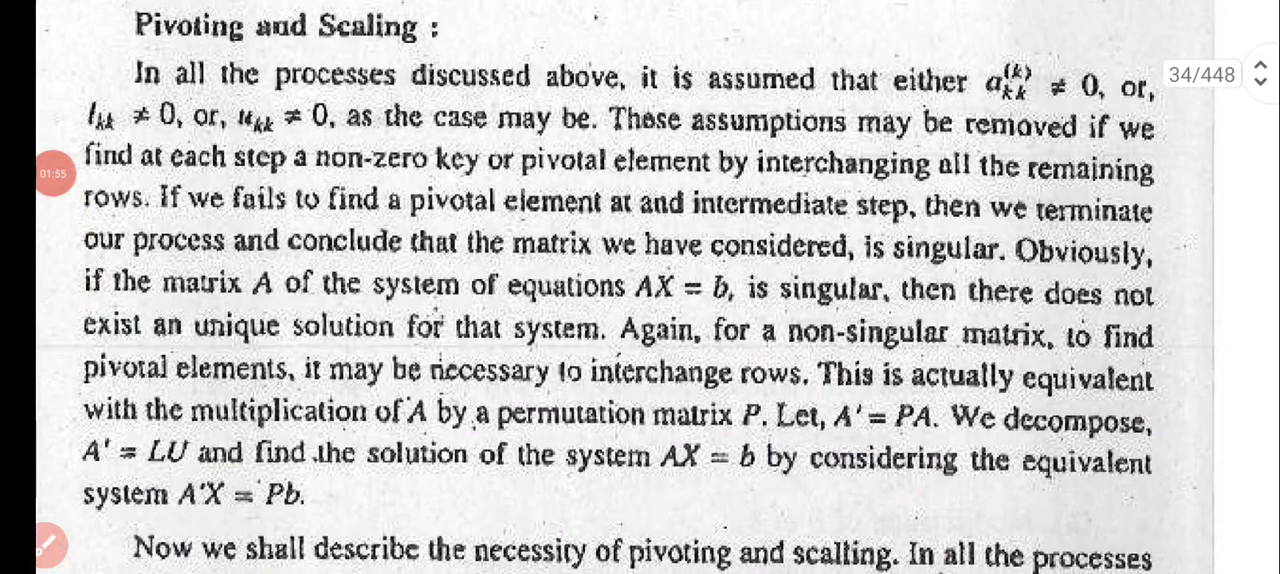 Pivoting and Scaling :
In all the processes discussed above, it is assumed that either a_{kk}^{(k)} ≠ 0, or,
34/448
l_{kk} ≠ 0, or, u_{kk} ≠ 0, as the case may be. These assumptions may be removed if we
find at each step a non-zero key or pivotal element by interchanging all the remaining
01:55
rows. If we fails to find a pivotal element at and intermediate step, then we terminate
our process and conclude that the matrix we have considered, is singular. Obviously,
if the matrix A of the system of equations AX = b, is singular, then there does not
exist an unique solution for that system. Again, for a non-singular matrix, to find
pivotal elements, it may be necessary to interchange rows. This is actually equivalent
with the multiplication of A by a permutation matrix P. Let, A' = PA. We decompose,
A' = LU and find the solution of the system AX = b by considering the equivalent
system A'X = Pb.
Now we shall describe the necessity of pivoting and scallting. In all the processes